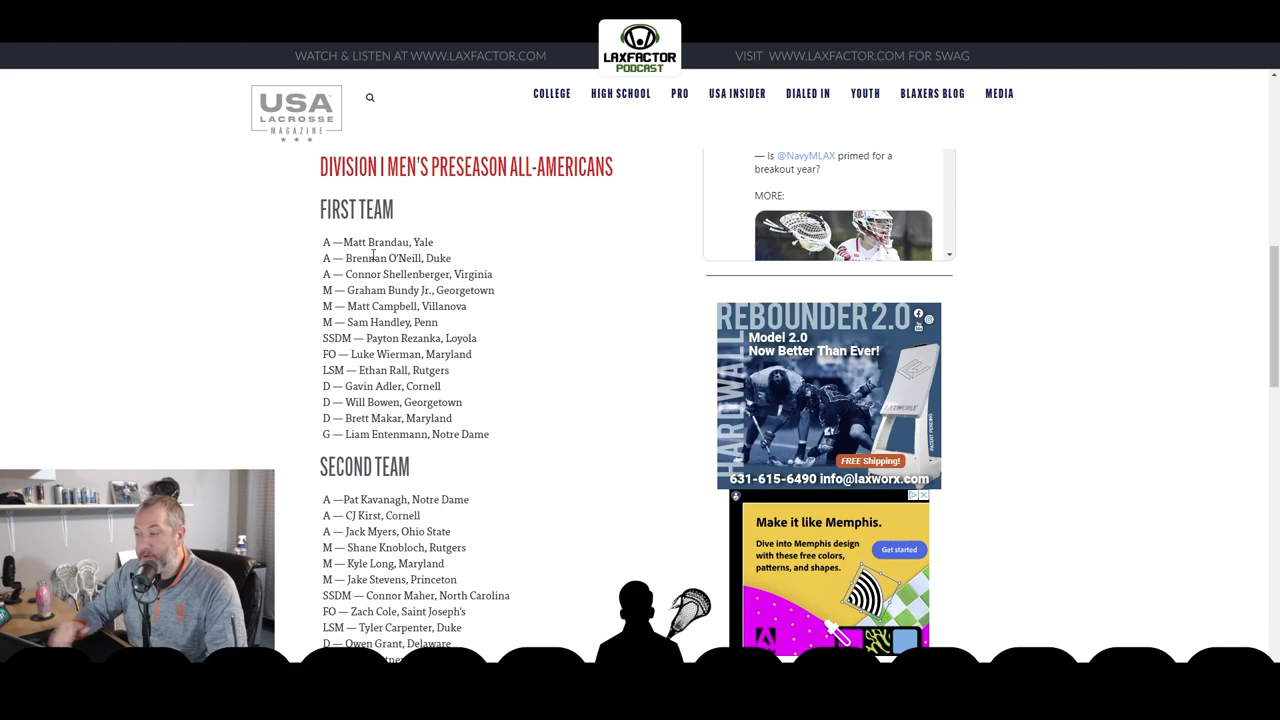 WATCH & LISTEN AT WWW.LAXFACTOR.COM
LAXFACTOR
PODCAST
VISIT WWW.LAXFACTOR.COM FOR SWAG
USA
LACROSSE
MAGAZINE
COLLEGE HIGH SCHOOL PRO USA INSIDER DIALED IN YOUTH BLAXERS BLOG MEDIA
DIVISION I MEN'S PRESEASON ALL-AMERICANS
FIRST TEAM
A —Matt Brandau, Yale
A — Brennan O'Neill, Duke
A — Connor Shellenberger, Virginia
M — Graham Bundy Jr., Georgetown
M — Matt Campbell, Villanova
M — Sam Handley, Penn
SSDM — Payton Rezanka, Loyola
FO — Luke Wierman, Maryland
LSM — Ethan Rall, Rutgers
D — Gavin Adler, Cornell
D — Will Bowen, Georgetown
D — Brett Makar, Maryland
G — Liam Entenmann, Notre Dame
SECOND TEAM
A —Pat Kavanagh, Notre Dame
A — CJ Kirst, Cornell
A — Jack Myers, Ohio State
M — Shane Knobloch, Rutgers
M — Kyle Long, Maryland
M — Jake Stevens, Princeton
SSDM — Connor Maher, North Carolina
FO — Zach Cole, Saint Joseph's
LSM — Tyler Carpenter, Duke
D — Owen Grant, Delaware
— Is @NavyMLAX primed for a
breakout year?
MORE:
REBOUNDER 2.0
Model 2.0
Now Better Than Ever!
HARDWALL
LAXWORX
PATENT PENDING
FREE Shipping!
631-615-6490 info@laxworx.com
Make it like Memphis.
Dive into Memphis design
with these free colors,
patterns, and shapes.
Get started